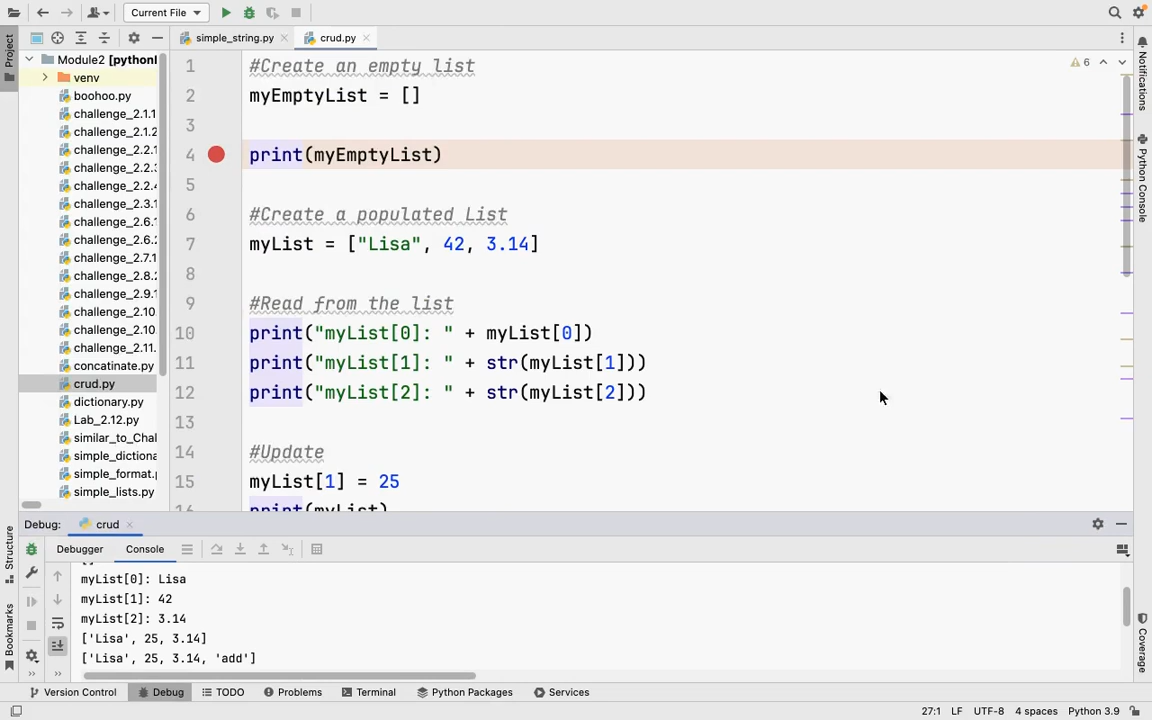 Current File
Project
Module2 [pythonI
venv
boohoo.py
challenge_2.1.1
challenge_2.1.2
challenge_2.2.1
challenge_2.2.
challenge_2.2.4
challenge_2.3.1
challenge_2.6.1
challenge_2.6.2
challenge_2.7.1
challenge_2.8.2
challenge_2.9.1
challenge_2.10.
challenge_2.10.
challenge_2.11.
concatinate.py
crud.py
dictionary.py
Lab_2.12.py
similar_to_Chal
simple_dictiona
simple_format.p
simple_lists.py
simple_string.py
crud.py
6
1 #Create an empty list
2 myEmptyList = []
3
4 print(myEmptyList)
5
6 #Create a populated List
7 myList = ["Lisa", 42, 3.14]
8
9 #Read from the list
10 print("myList[0]: " + myList[0])
11 print("myList[1]: " + str(myList[1]))
12 print("myList[2]: " + str(myList[2]))
13
14 #Update
15 myList[1] = 25
16 print(myList)
Notifications
Python Console
Coverage
Structure
Bookmarks
Debug: crud
Debugger Console
[]
myList[0]: Lisa
myList[1]: 42
myList[2]: 3.14
['Lisa', 25, 3.14]
['Lisa', 25, 3.14, 'add']
Version Control Debug TODO Problems Terminal Python Packages Services
27:1 LF UTF-8 4 spaces Python 3.9